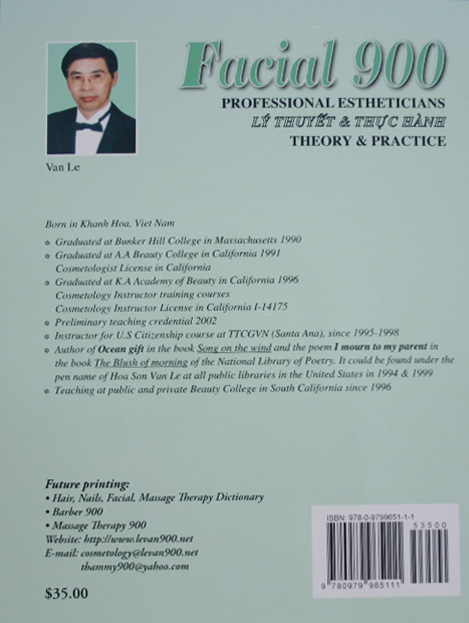 Facial 900
PROFESSIONAL ESTHETICIANS
LÝ THUYẾT & THỰC HÀNH
THEORY & PRACTICE
Van Le
Born in Khanh Hoa, Viet Nam
Graduated at Bunker Hill College in Massachusetts 1990
Graduated at A.A Beauty College in California 1991
Cosmetologist License in California
Graduated at K.A Academy of Beauty in California 1996
Cosmetology Instructor training courses
Cosmetology Instructor License in California I-14175
Preliminary teaching credential 2002
Instructor for U.S Citizenship course at TTCGVN (Santa Ana), since 1995-1998
Author of Ocean gift in the book Song on the wind and the poem I mourn to my parent in
the book The Blush of morning of the National Library of Poetry. It could be found under the
pen name of Hoa Son Van Le at all public libraries in the United States in 1994 & 1999
Teaching at public and private Beauty College in South California since 1996
Future printing:
• Hair, Nails, Facial, Massage Therapy Dictionary
• Barber 900
• Massage Therapy 900
Website: http://www.levan900.net
E-mail: cosmetology@levan900.net
thammy900@yahoo.com
$35.00
ISBN 978-0-9799651-1-1
53500
9 780979 965111